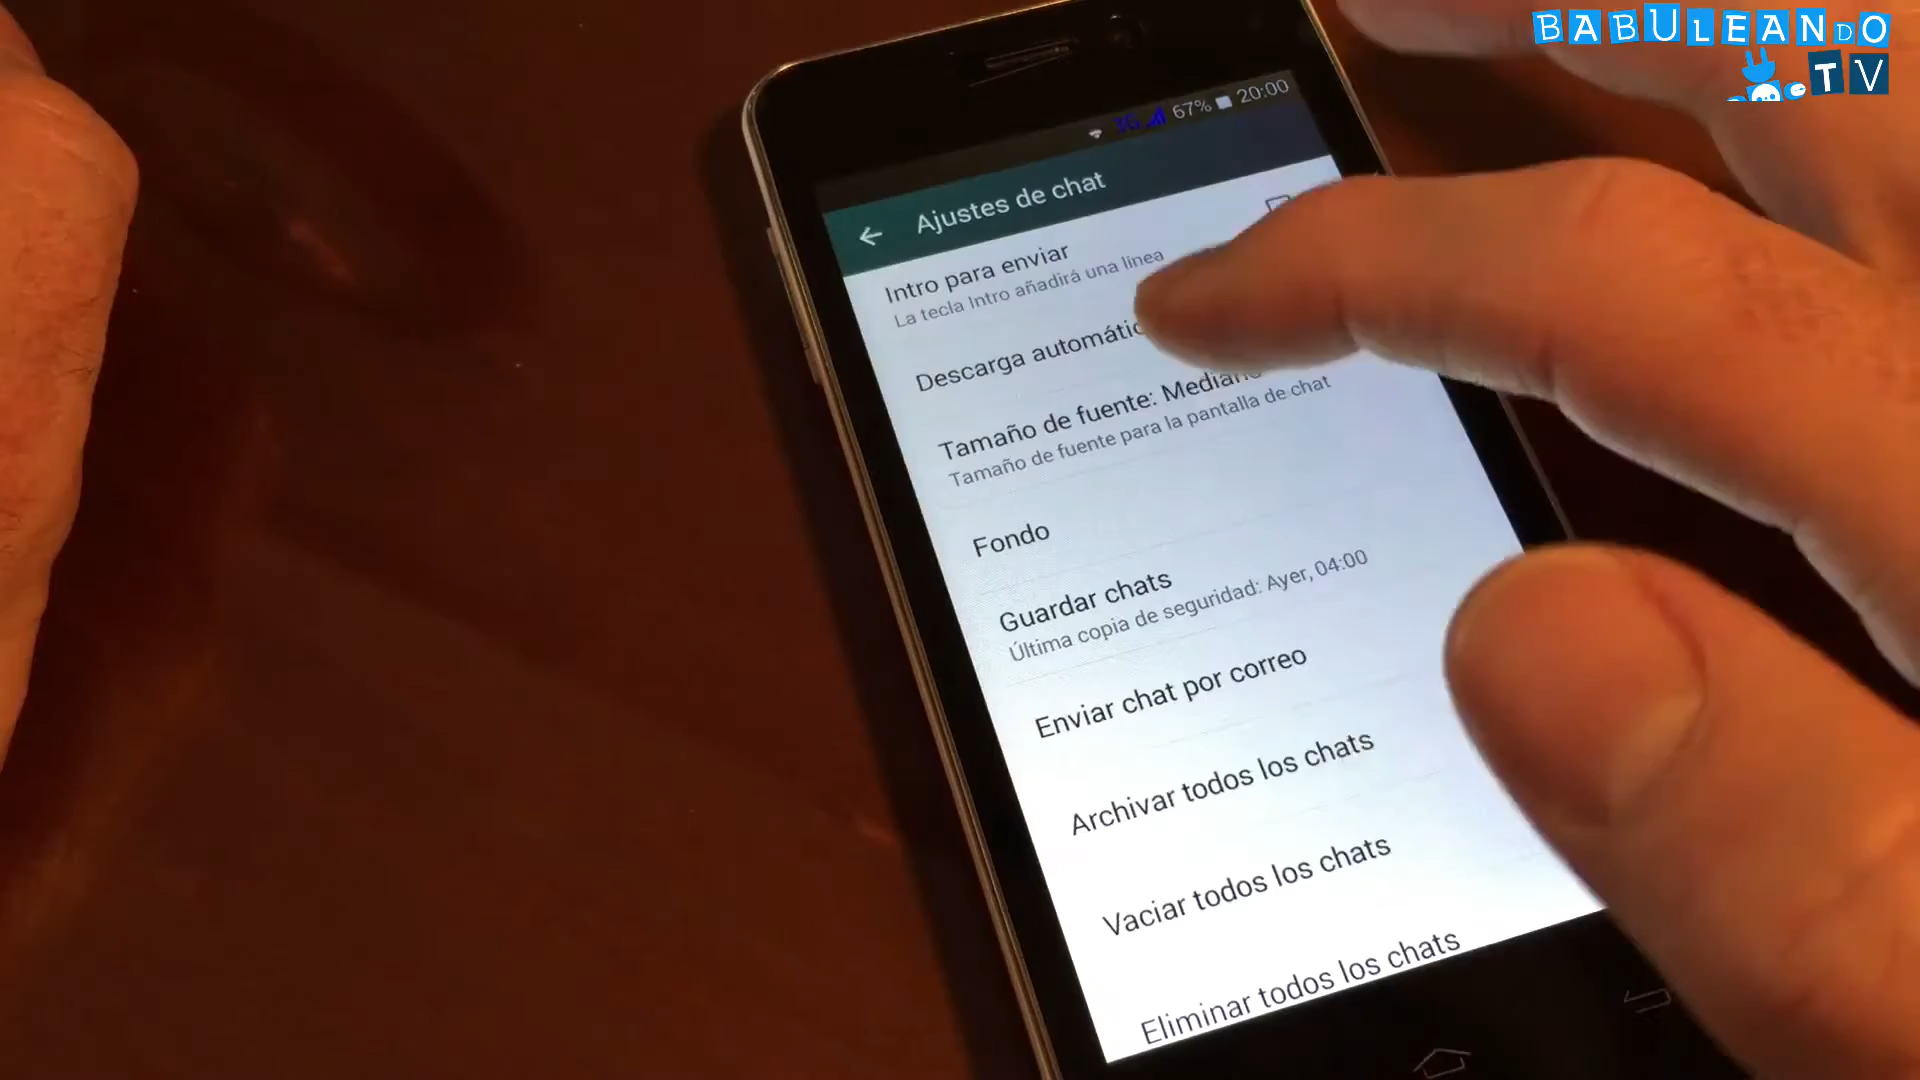 BABULEANDO
TV
3G 67% 20:00
Ajustes de chat
Intro para enviar
La tecla Intro añadirá una línea
Descarga
Tamaño de fuente: Mediano
Tamaño de fuente para la pantalla de chat
Fondo
Guardar chats
Última copia de seguridad: Ayer, 04:00
Enviar chat por correo
Archivar todos los chats
Vaciar todos los chats
Eliminar todos los chats